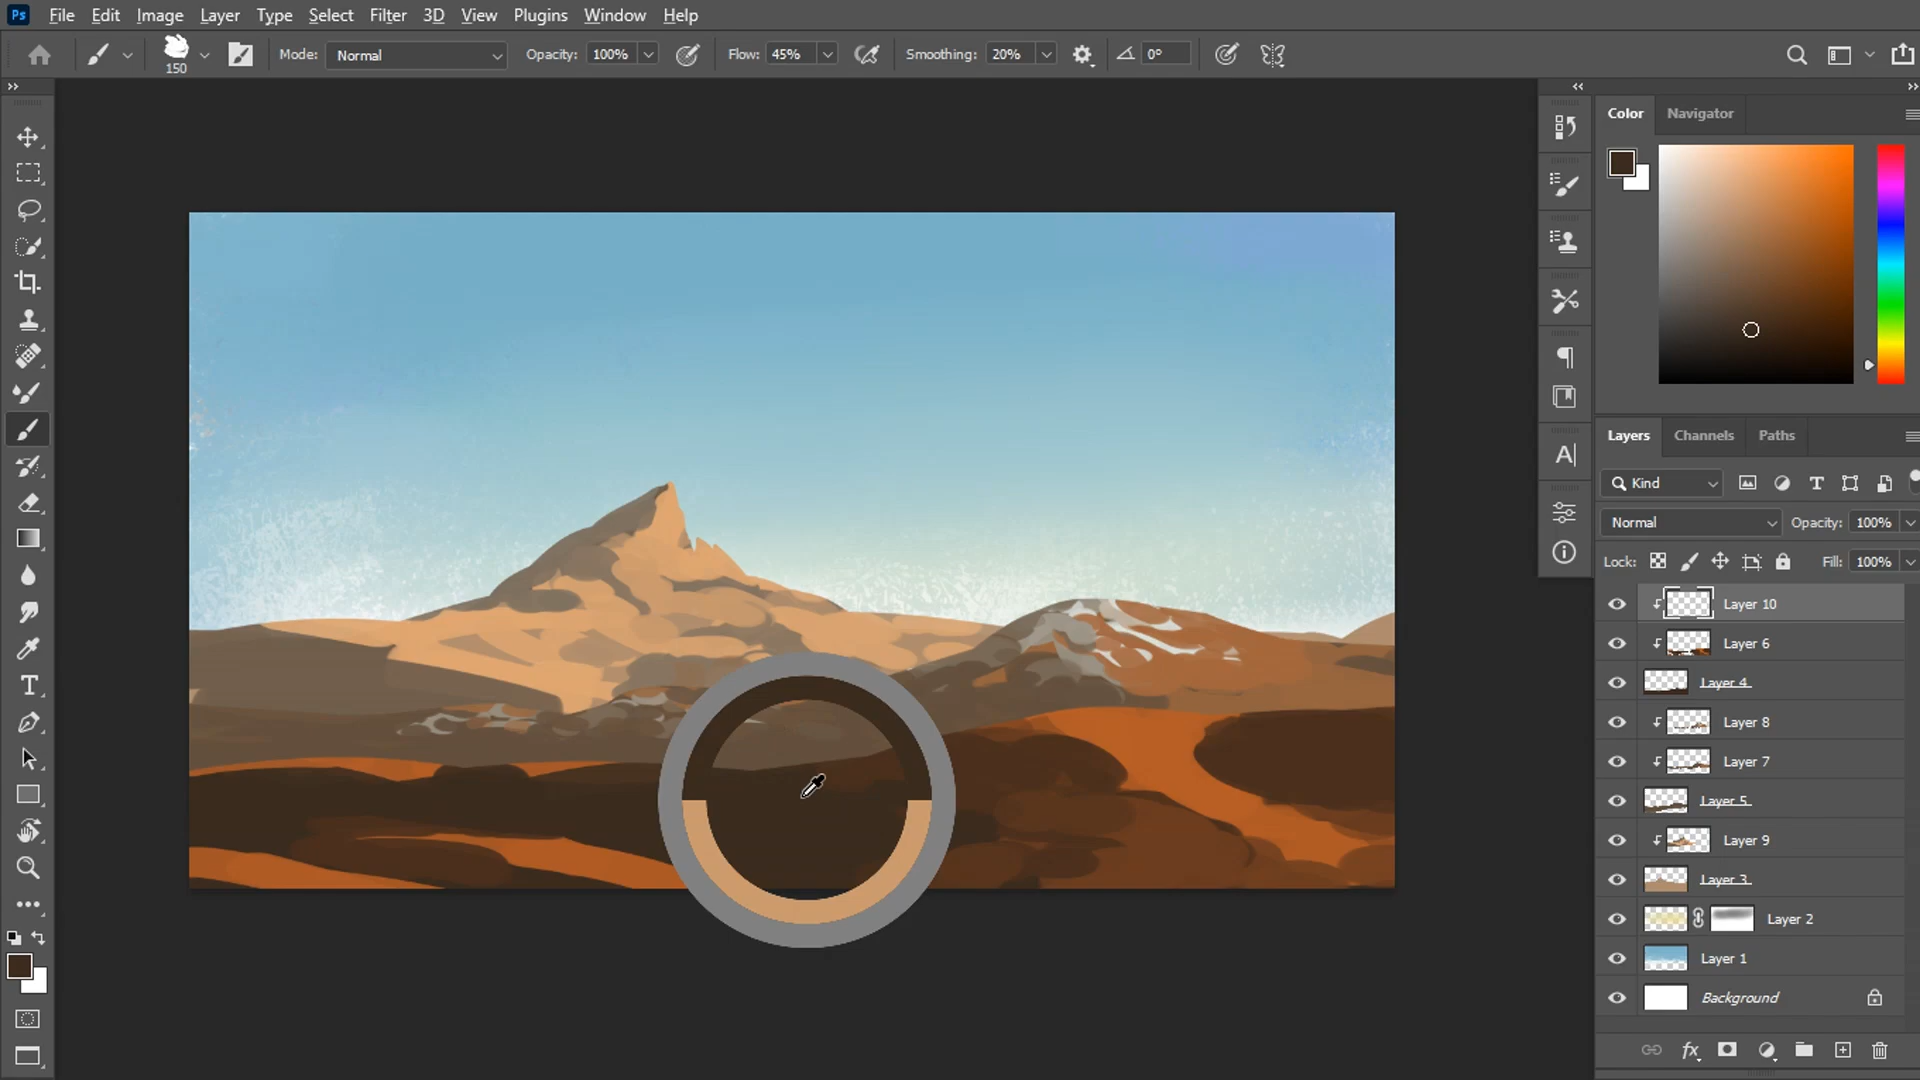 Ps File Edit Image Layer Type Select Filter 3D View Plugins Window Help
150 Mode: Normal Opacity: 100% Flow: 45% Smoothing: 20% 0°
Color Navigator
Layers Channels Paths
Kind
Normal Opacity: 100%
Lock: Fill: 100%
Layer 10
Layer 6
Layer 4
Layer 8
Layer 7
Layer 5
Layer 9
Layer 3
Layer 2
Layer 1
Background
fx